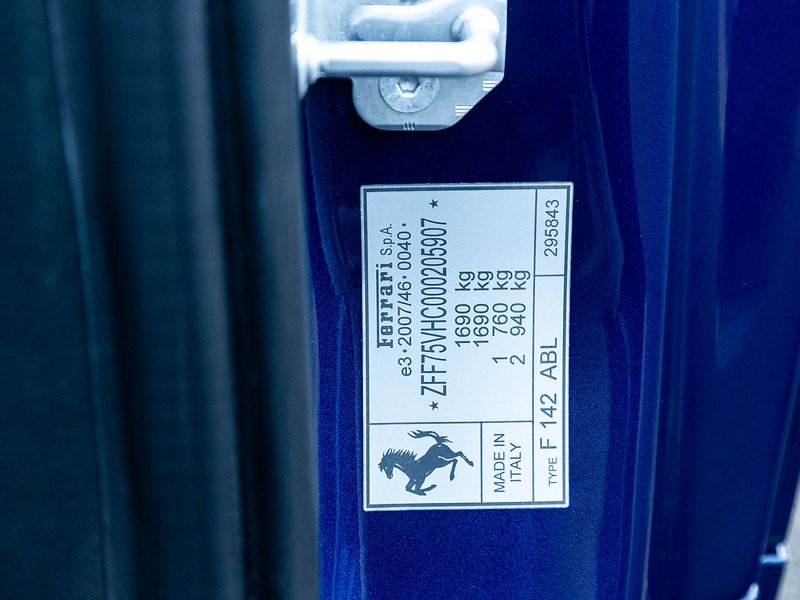 Ferrari S.p.A.
e3*2007/46*0040*
* ZFF75VHC000205907 *
1690 kg
1690 kg
1 760 kg
2 940 kg
MADE IN
ITALY
TYPE F 142 ABL
295843